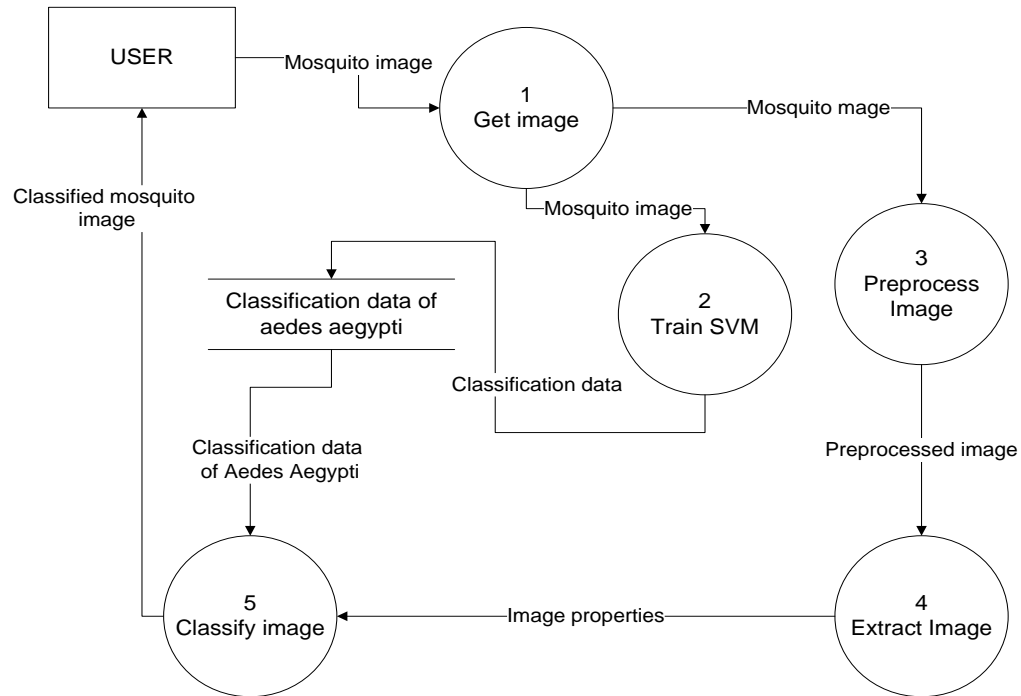 USER
Mosquito image
1
Get image
Mosquito mage
Classified mosquito
image
Mosquito image
3
Preprocess
Image
2
Train SVM
Classification data of
aedes aegypti
Classification data
Classification data
of Aedes Aegypti
Preprocessed image
5
Classify image
Image properties
4
Extract Image